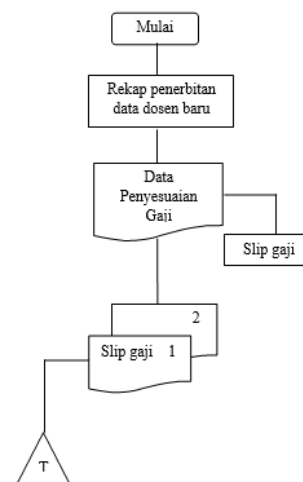 Mulai
Rekap penerbitan
data dosen baru
Data
Penyesuaian
Gaji
Slip gaji
2
Slip gaji 1
T